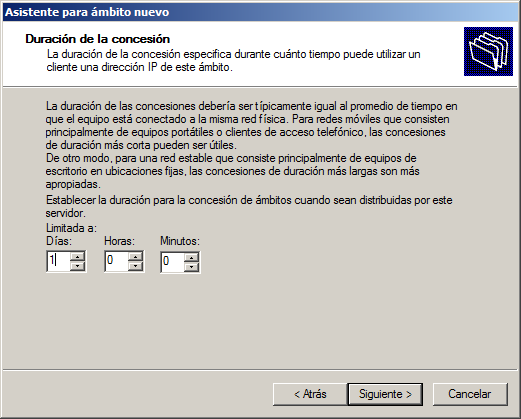 Asistente para ámbito nuevo
Duración de la concesión
La duración de la concesión especifica durante cuánto tiempo puede utilizar un
cliente una dirección IP de este ámbito.
La duración de las concesiones debería ser típicamente igual al promedio de tiempo en
que el equipo está conectado a la misma red física. Para redes móviles que consisten
principalmente de equipos portátiles o clientes de acceso telefónico, las concesiones
de duración más corta pueden ser útiles.
De otro modo, para una red estable que consiste principalmente de equipos de
escritorio en ubicaciones fijas, las concesiones de duración más largas son más
apropiadas.
Establecer la duración para la concesión de ámbitos cuando sean distribuidas por este
servidor.
Limitada a:
Días: Horas: Minutos:
1 0 0
< Atrás Siguiente > Cancelar